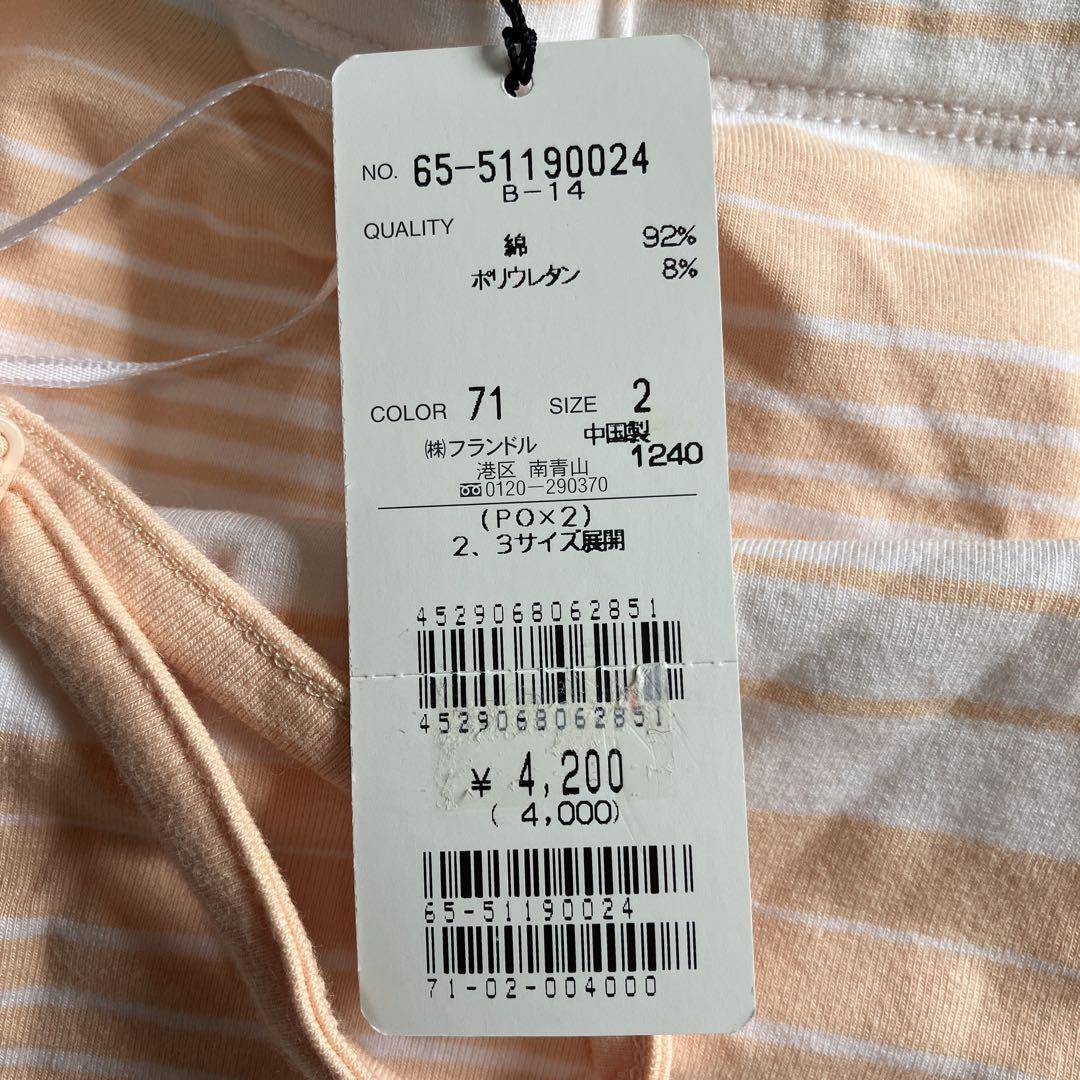 NO. 65-51190024
B-14
QUALITY
綿 92%
ポリウレタン 8%
COLOR 71 SIZE 2
㈱フランドル 中国製
港区 南青山 1240
0120-290370
(PO×2)
2、3サイズ展開
4529068062851
4529068062851
¥ 4,200
( 4,000)
65-51190024
71-02-004000